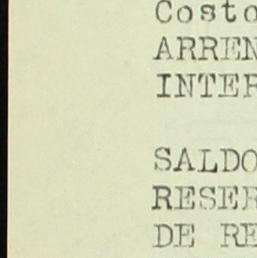 Costo
ARREN
INTER
SALDO
RESER
DE RE